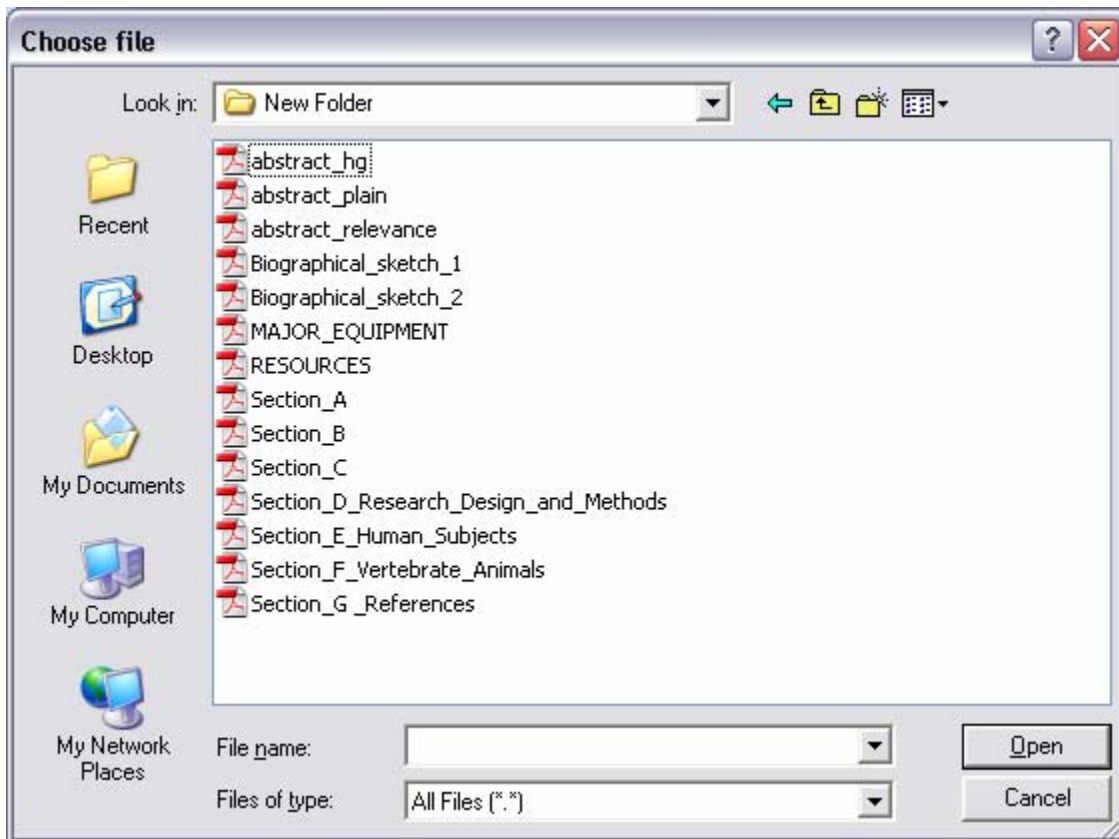 Choose file
Look in:
New Folder
Recent
Desktop
My Documents
My Computer
My Network
Places
abstract_hg
abstract_plain
abstract_relevance
Biographical_sketch_1
Biographical_sketch_2
MAJOR_EQUIPMENT
RESOURCES
Section_A
Section_B
Section_C
Section_D_Research_Design_and_Methods
Section_E_Human_Subjects
Section_F_Vertebrate_Animals
Section_G _References
File name:
Open
Files of type:
All Files (*.*)
Cancel